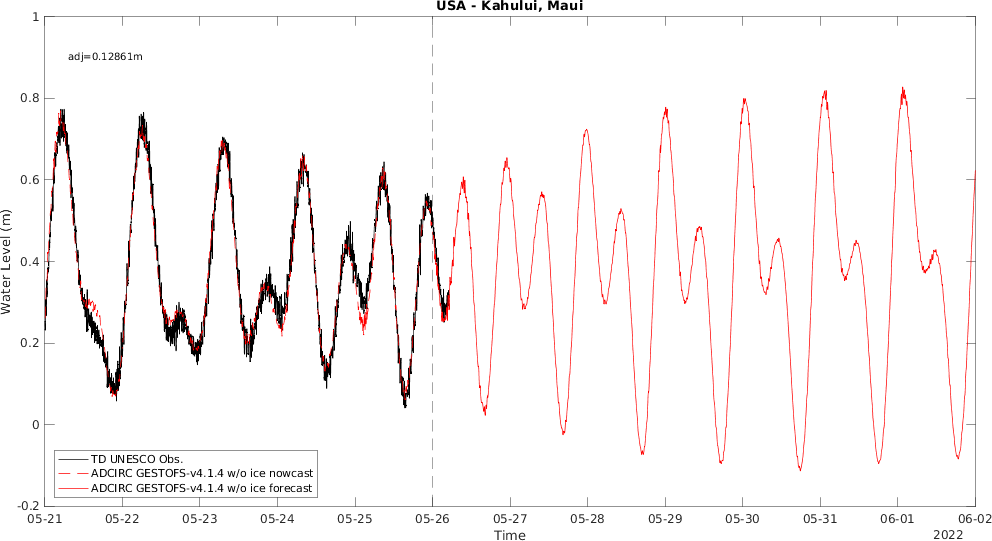 USA - Kahului, Maui
adj=0.12861m
Water Level (m)
1
0.8
0.6
0.4
0.2
0
-0.2
TD UNESCO Obs.
ADCIRC GESTOFS-v4.1.4 w/o ice nowcast
ADCIRC GESTOFS-v4.1.4 w/o ice forecast
05-21 05-22 05-23 05-24 05-25 05-26 05-27 05-28 05-29 05-30 05-31 06-01 06-02
Time
2022